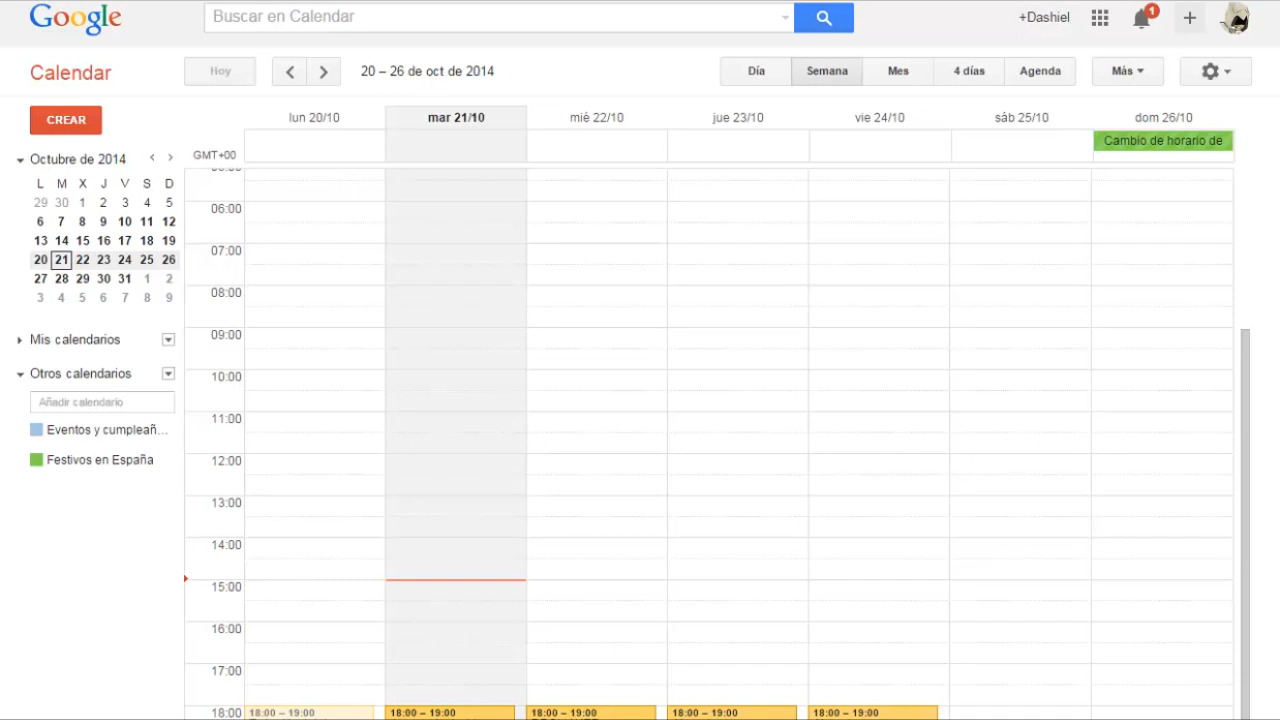 Google
Buscar en Calendar
+Dashiel
1
Calendar
Hoy
20 – 26 de oct de 2014
Día
Semana
Mes
4 días
Agenda
Más
CREAR
Octubre de 2014
L M X J V S D
29 30 1 2 3 4 5
6 7 8 9 10 11 12
13 14 15 16 17 18 19
20 21 22 23 24 25 26
27 28 29 30 31 1 2
3 4 5 6 7 8 9
Mis calendarios
Otros calendarios
Añadir calendario
Eventos y cumpleañ...
Festivos en España
lun 20/10
mar 21/10
mié 22/10
jue 23/10
vie 24/10
sáb 25/10
dom 26/10
GMT+00
Cambio de horario de
06:00
07:00
08:00
09:00
10:00
11:00
12:00
13:00
14:00
15:00
16:00
17:00
18:00
18:00 – 19:00
18:00 – 19:00
18:00 – 19:00
18:00 – 19:00
18:00 – 19:00